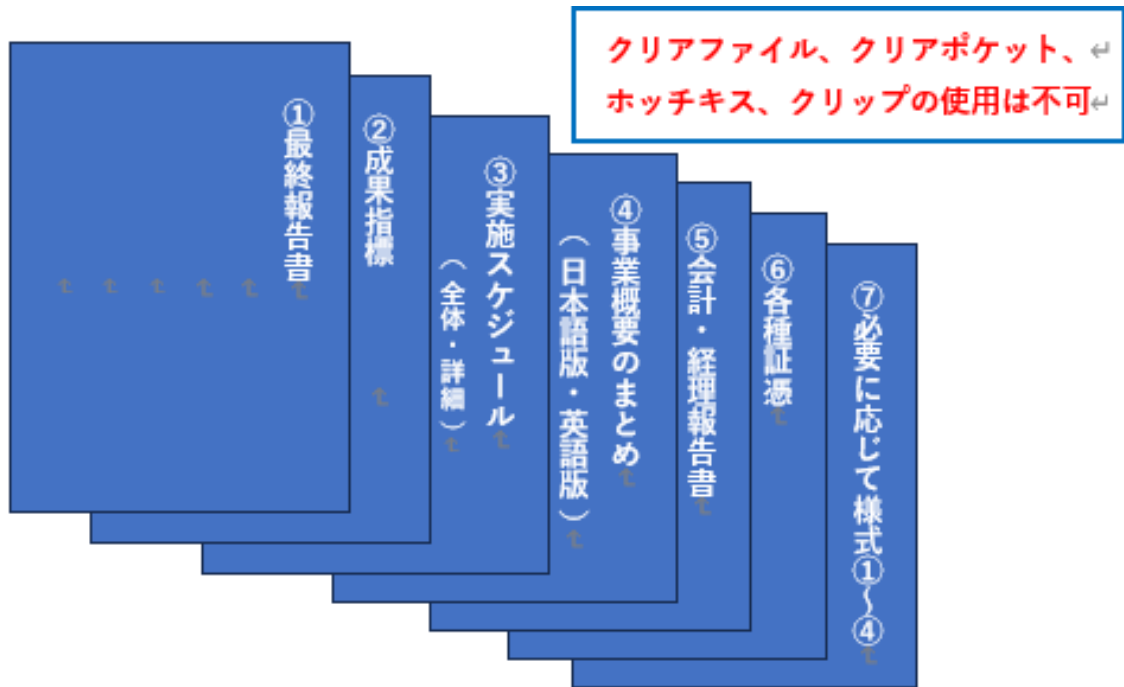 クリアファイル、クリアポケット、
ホッチキス、クリップの使用は不可
①最終報告書
②成果指標
③実施スケジュール
（全体・詳細）
④事業概要のまとめ
（日本語版・英語版）
⑤会計・経理報告書
⑥各種証憑
⑦必要に応じて様式①～④